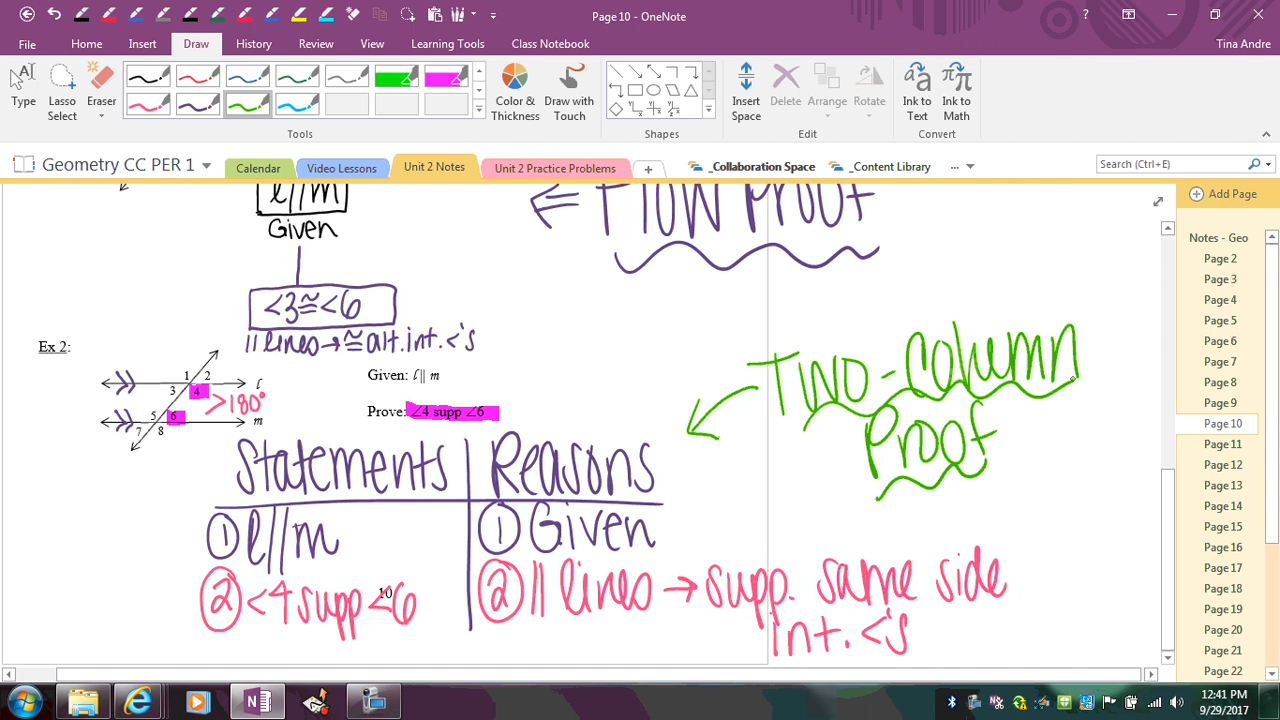 Page 10 - OneNote
?
File Home Insert Draw History Review View Learning Tools Class Notebook
Tina Andre
Type
Lasso Select
Eraser
Color & Thickness
Draw with Touch
Insert Space
Delete
Arrange
Rotate
Ink to Text
Ink to Math
Tools
Shapes
Edit
Convert
Geometry CC PER 1
Calendar Video Lessons Unit 2 Notes Unit 2 Practice Problems
_Collaboration Space _Content Library ...
Search (Ctrl+E)
Add Page
Notes - Geo
Page 2
Page 3
Page 4
Page 5
Page 6
Page 7
Page 8
Page 9
Page 10
Page 11
Page 12
Page 13
Page 14
Page 15
Page 16
Page 17
Page 18
Page 19
Page 20
Page 21
Page 22
l//m
Given
⇐ Flow Proof
<3≅<6
|| lines→≅alt.int.<'s
Ex 2:
1 2
3 4
5 6
7 8
l
m
>180°
Given: l || m
Prove: ∠4 supp ∠6
Two-column
Proof
Statements Reasons
① l//m ① Given
② <4 supp <6 ② || lines → supp. same side
int. <'s
10
12:41 PM
9/29/2017